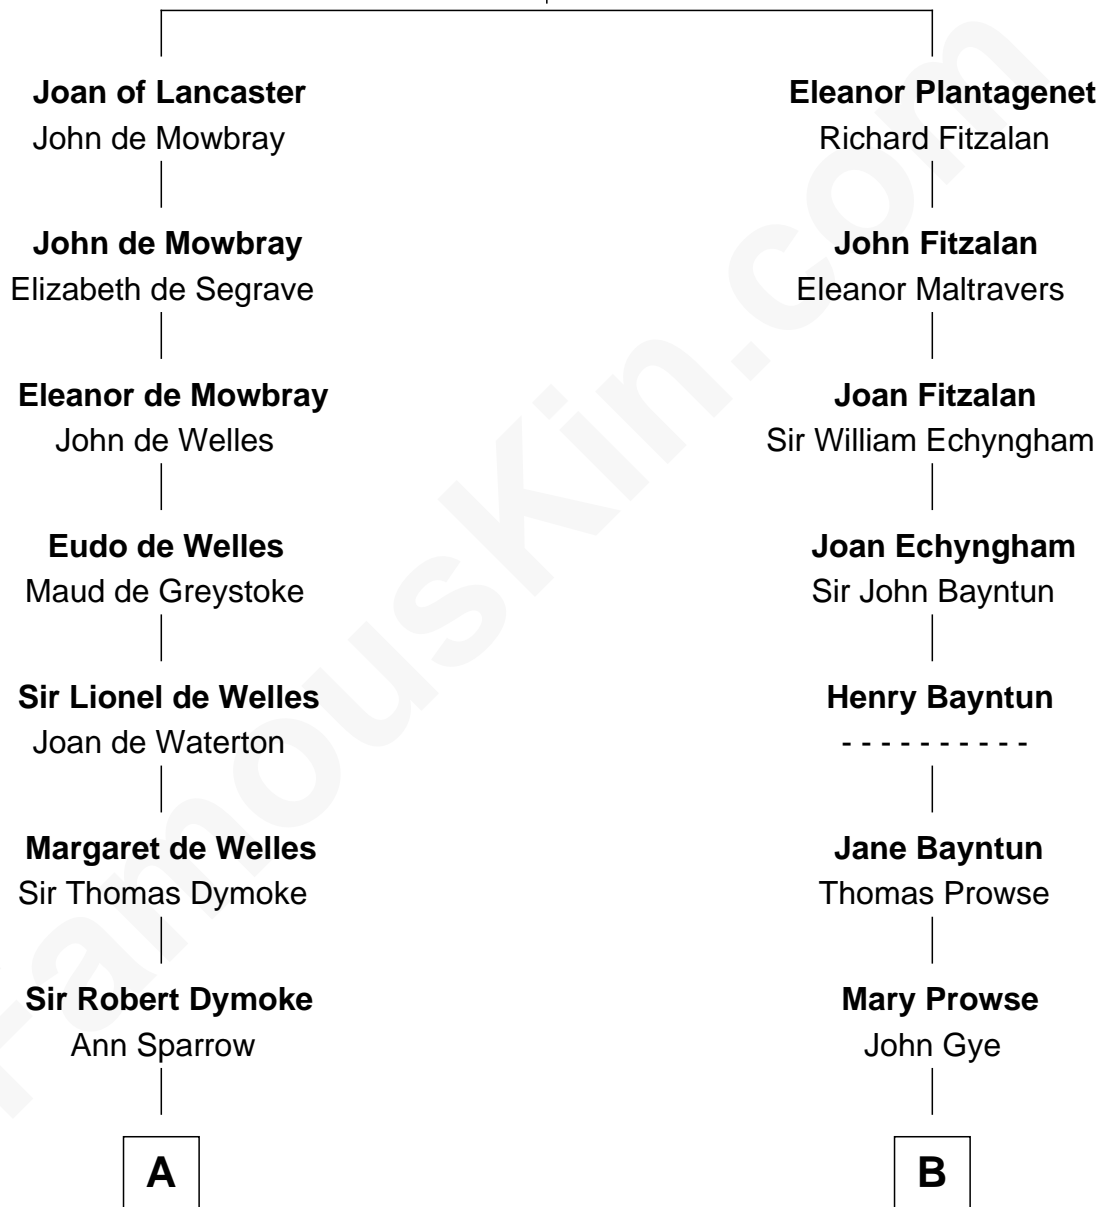 Joan of Lancaster
John de Mowbray
Eleanor Plantagenet
Richard Fitzalan
John de Mowbray
Elizabeth de Segrave
John Fitzalan
Eleanor Maltravers
Eleanor de Mowbray
John de Welles
Joan Fitzalan
Sir William Echyngham
Eudo de Welles
Maud de Greystoke
Joan Echyngham
Sir John Bayntun
Sir Lionel de Welles
Joan de Waterton
Henry Bayntun
- - - - - - - - - -
Margaret de Welles
Sir Thomas Dymoke
Jane Bayntun
Thomas Prowse
Sir Robert Dymoke
Ann Sparrow
Mary Prowse
John Gye
A
B
FamousKin.com